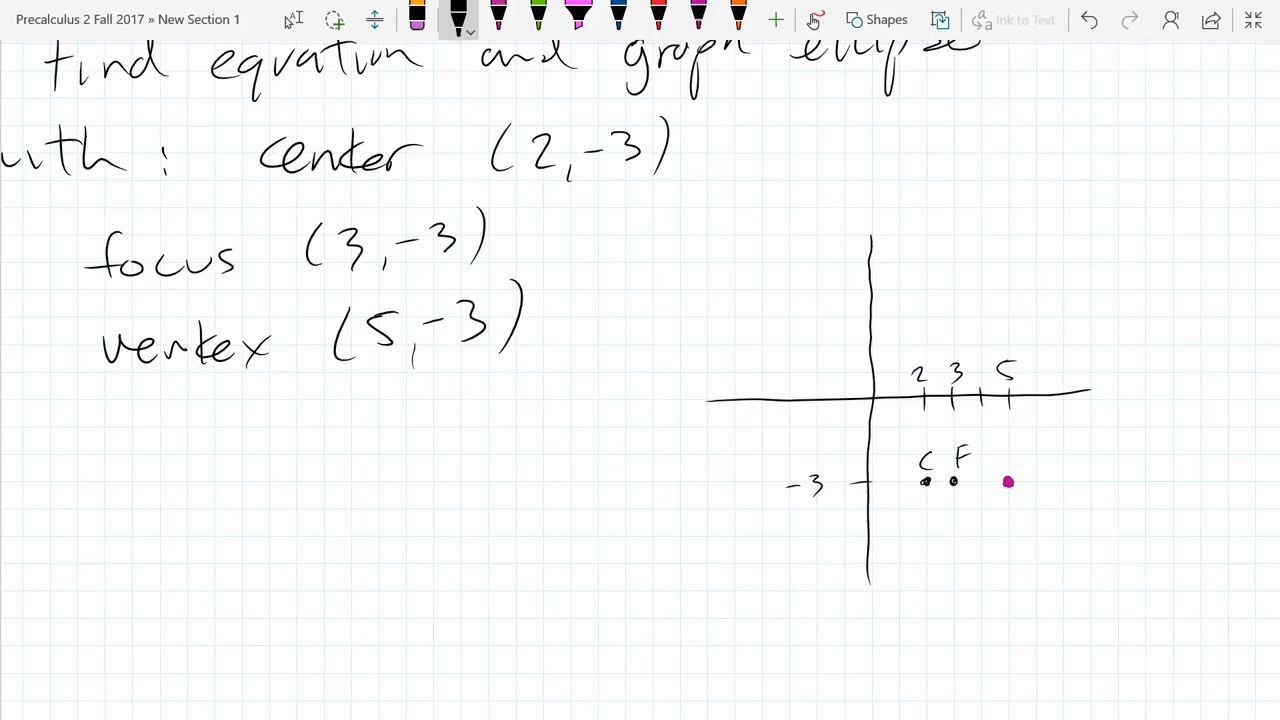 Precalculus 2 Fall 2017 » New Section 1
Shapes
Ink to Text
find equation and graph ellipse
with: center (2,-3)
focus (3,-3)
vertex (5,-3)
2 3 5
C F
-3